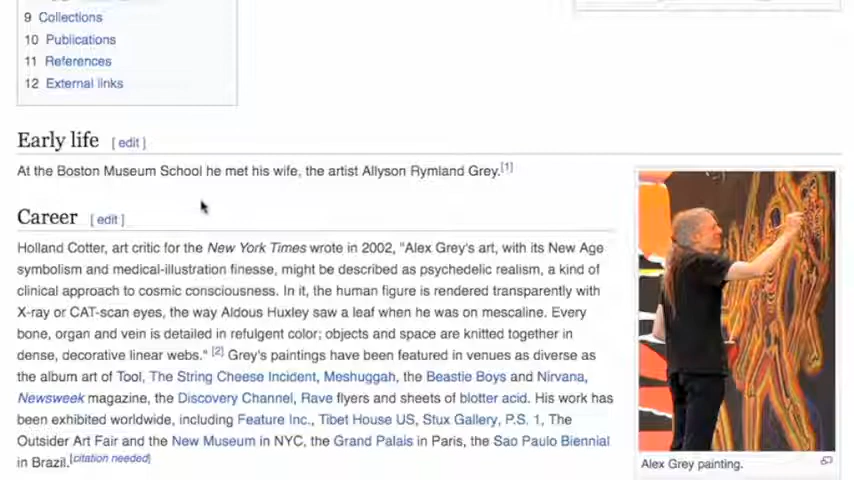 9 Collections
10 Publications
11 References
12 External links
Early life [ edit ]
At the Boston Museum School he met his wife, the artist Allyson Rymland Grey.[1]
Career [ edit ]
Holland Cotter, art critic for the New York Times wrote in 2002, "Alex Grey's art, with its New Age
symbolism and medical-illustration finesse, might be described as psychedelic realism, a kind of
clinical approach to cosmic consciousness. In it, the human figure is rendered transparently with
X-ray or CAT-scan eyes, the way Aldous Huxley saw a leaf when he was on mescaline. Every
bone, organ and vein is detailed in refulgent color; objects and space are knitted together in
dense, decorative linear webs." [2] Grey's paintings have been featured in venues as diverse as
the album art of Tool, The String Cheese Incident, Meshuggah, the Beastie Boys and Nirvana,
Newsweek magazine, the Discovery Channel, Rave flyers and sheets of blotter acid. His work has
been exhibited worldwide, including Feature Inc., Tibet House US, Stux Gallery, P.S. 1, The
Outsider Art Fair and the New Museum in NYC, the Grand Palais in Paris, the Sao Paulo Biennial
in Brazil.[citation needed]
Alex Grey painting.